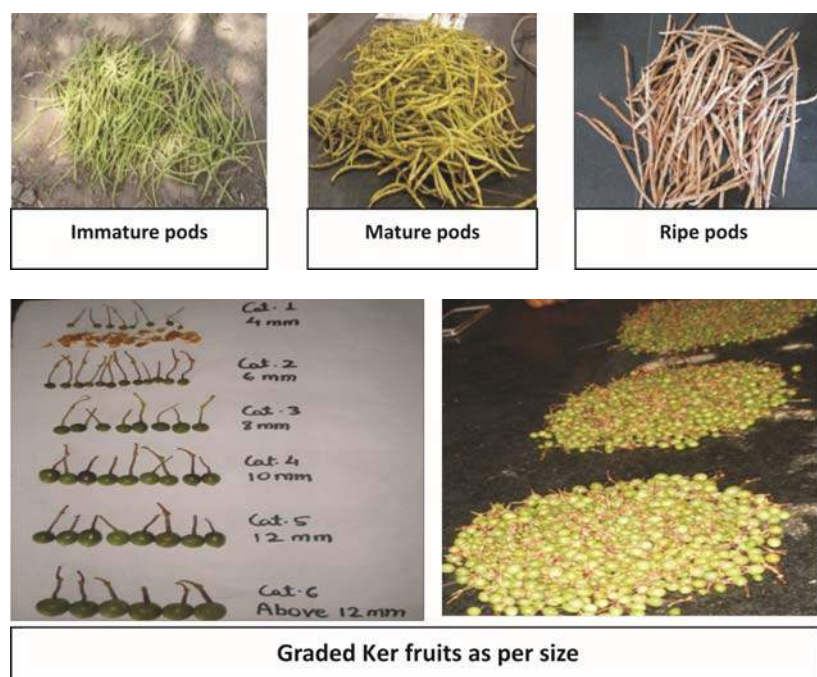 Immature pods
Mature pods
Ripe pods
Cat. 1
4 mm
Cat. 2
6 mm
Cat. 3
8 mm
Cat. 4
10 mm
Cat. 5
12 mm
Cat. 6
Above 12 mm
Graded Ker fruits as per size